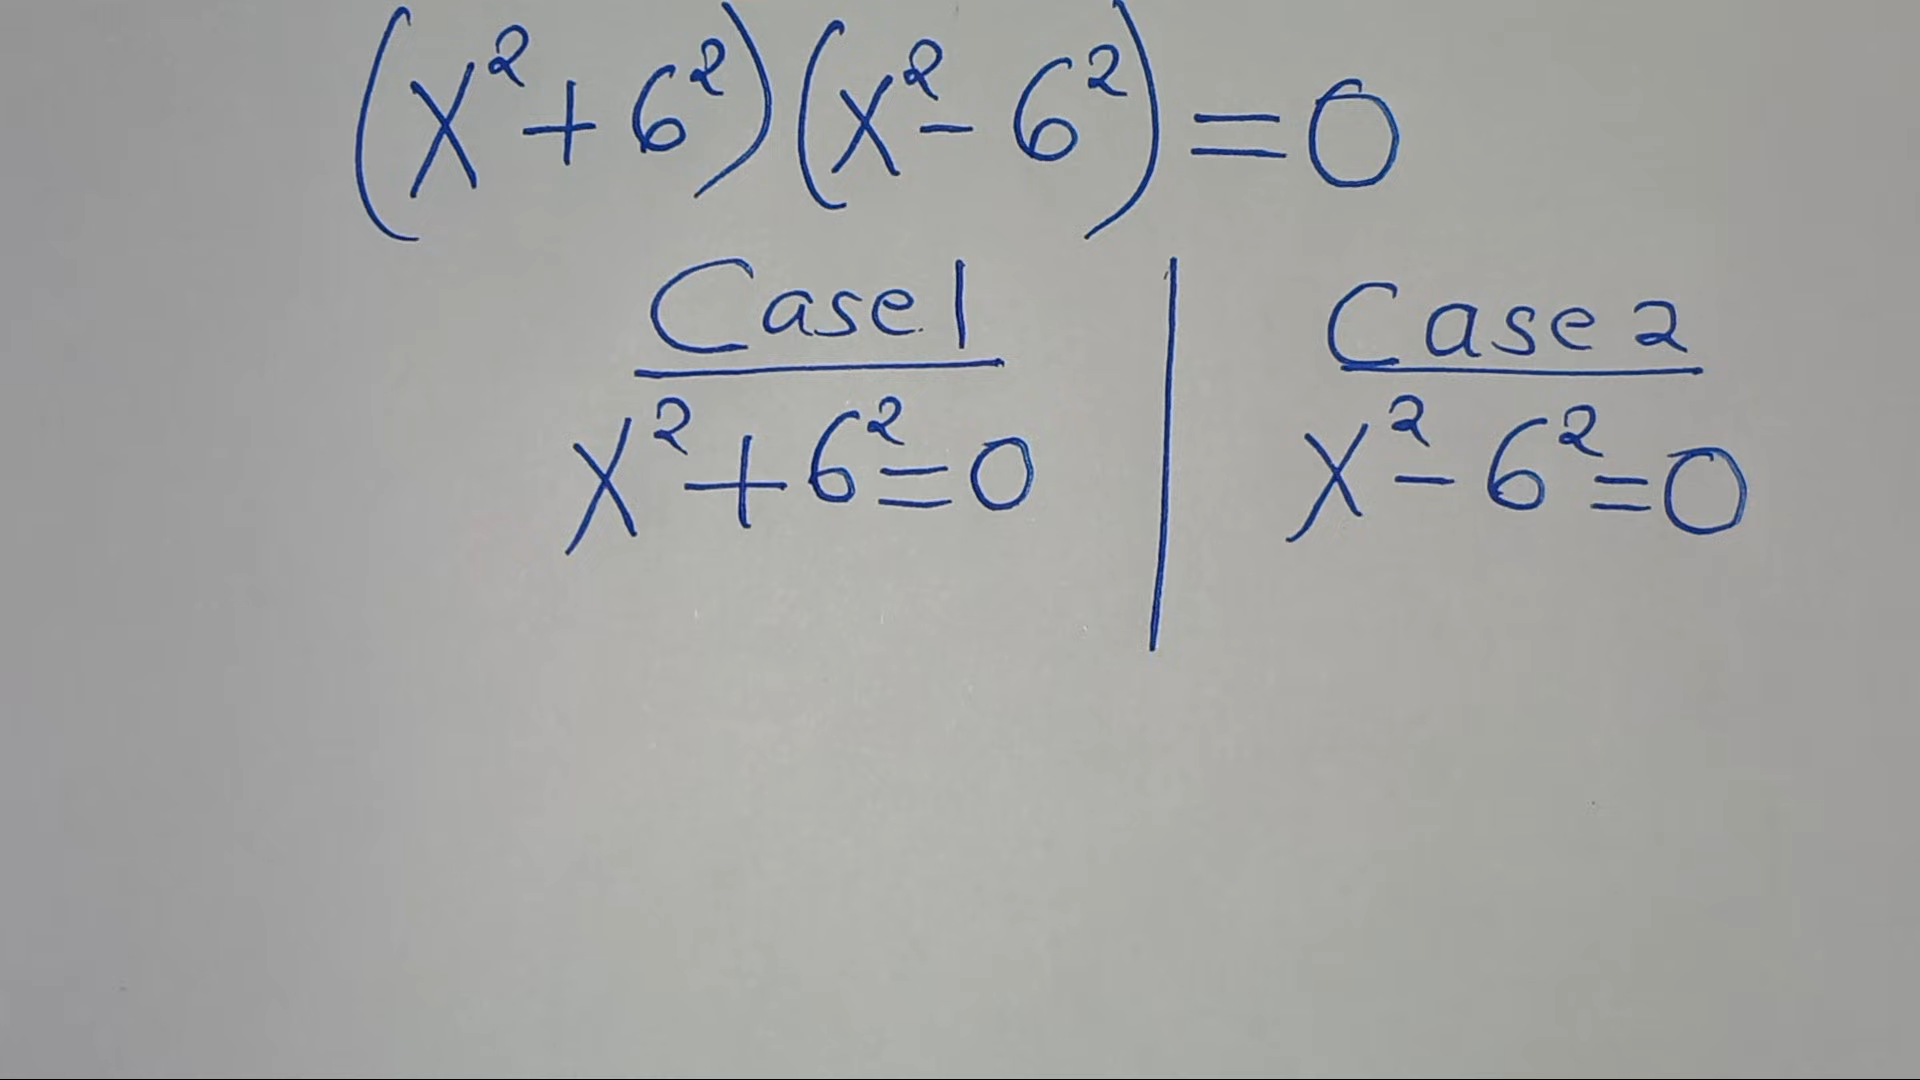 (x²+6²)(x²-6²)=0
Case 1 | Case 2
x²+6²=0 | x²-6²=0